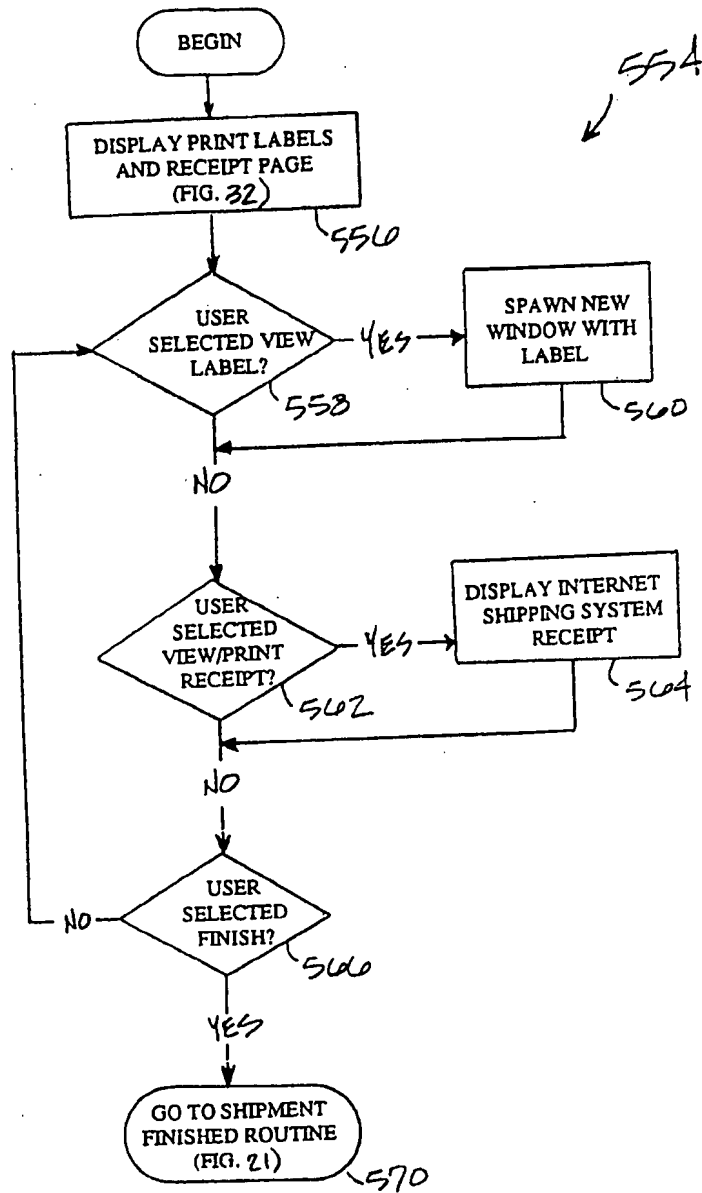 BEGIN
554
DISPLAY PRINT LABELS
AND RECEIPT PAGE
(FIG. 32)
556
USER
SELECTED VIEW
LABEL?
558
YES
SPAWN NEW
WINDOW WITH
LABEL
560
NO
USER
SELECTED
VIEW/PRINT
RECEIPT?
562
YES
DISPLAY INTERNET
SHIPPING SYSTEM
RECEIPT
564
NO
USER
SELECTED
FINISH?
566
NO
YES
GO TO SHIPMENT
FINISHED ROUTINE
(FIG. 21)
570